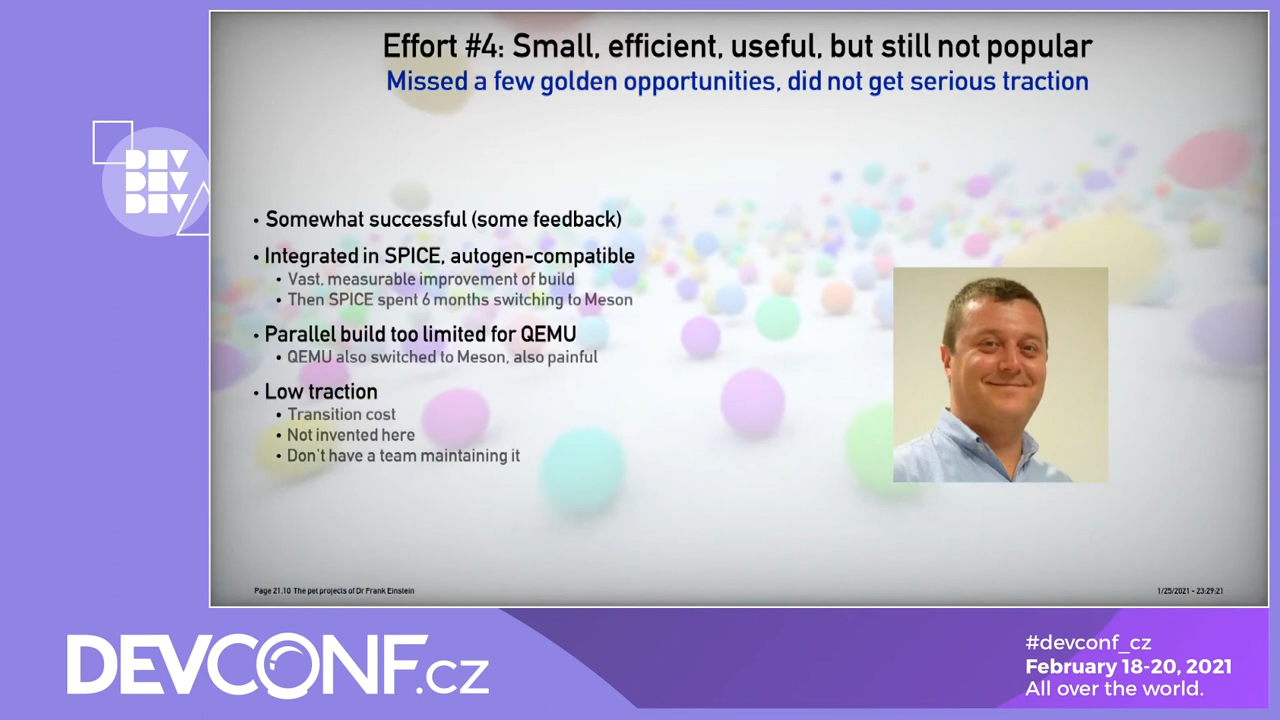 Effort #4: Small, efficient, useful, but still not popular
Missed a few golden opportunities, did not get serious traction
DEV
DEV
DEV
• Somewhat successful (some feedback)
• Integrated in SPICE, autogen-compatible
• Vast, measurable improvement of build
• Then SPICE spent 6 months switching to Meson
• Parallel build too limited for QEMU
• QEMU also switched to Meson, also painful
• Low traction
• Transition cost
• Not invented here
• Don't have a team maintaining it
Page 21.10 The pet projects of Dr Frank Einstein
1/25/2021 - 23:29:21
DEVCONF.cz
#devconf_cz
February 18-20, 2021
All over the world.